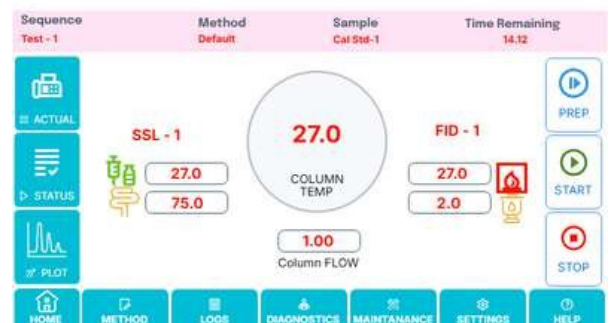 Sequence Method Sample Time Remaining
Test - 1 Default Cal Std-1 14.12
ACTUAL
PREP
SSL - 1
27.0
75.0
27.0
COLUMN
TEMP
FID - 1
27.0
2.0
STATUS
START
1.00
Column FLOW
PLOT
STOP
HOME METHOD LOGS DIAGNOSTICS MAINTANANCE SETTINGS HELP